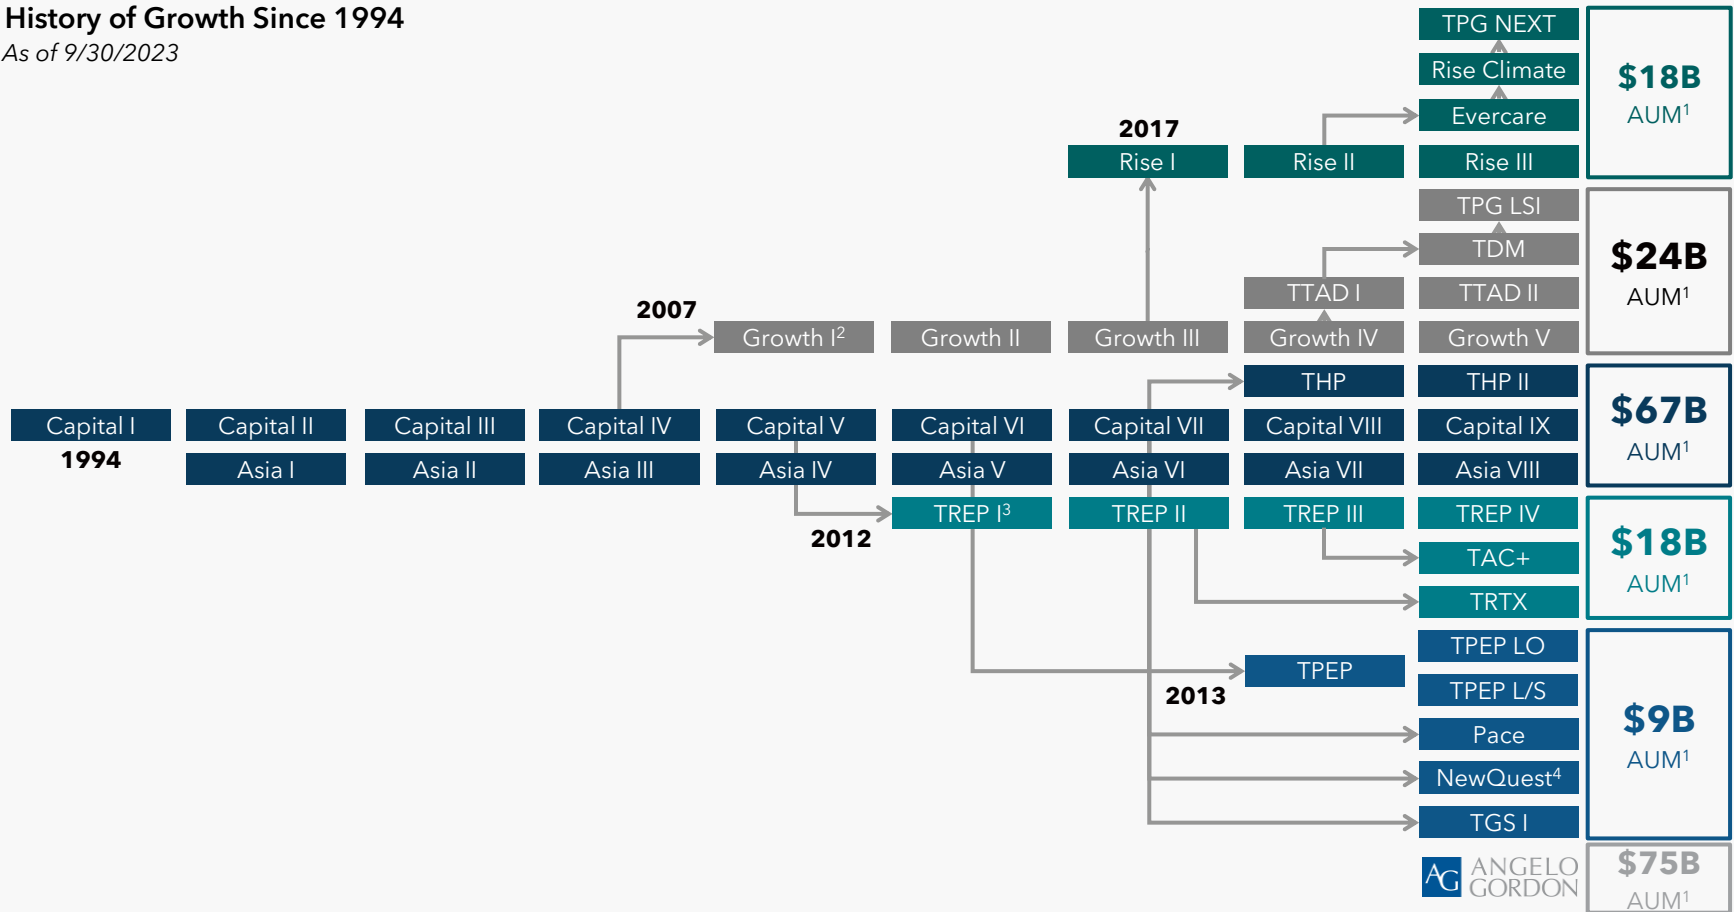 History of Growth Since 1994
As of 9/30/2023
TPG NEXT
Rise Climate
Evercare
$18B
AUM¹
2017
Rise I
Rise II
Rise III
TPG LSI
TDM
$24B
AUM¹
TTAD I
TTAD II
2007
Growth I²
Growth II
Growth III
Growth IV
Growth V
THP
THP II
$67B
AUM¹
Capital I
Capital II
Capital III
Capital IV
Capital V
Capital VI
Capital VII
Capital VIII
Capital IX
1994
Asia I
Asia II
Asia III
Asia IV
Asia V
Asia VI
Asia VII
Asia VIII
2012
TREP I³
TREP II
TREP III
TREP IV
TAC+
TRTX
$18B
AUM¹
2013
TPEP
TPEP LO
TPEP L/S
Pace
NewQuest⁴
TGS I
$9B
AUM¹
AG
ANGELO
GORDON
$75B
AUM¹